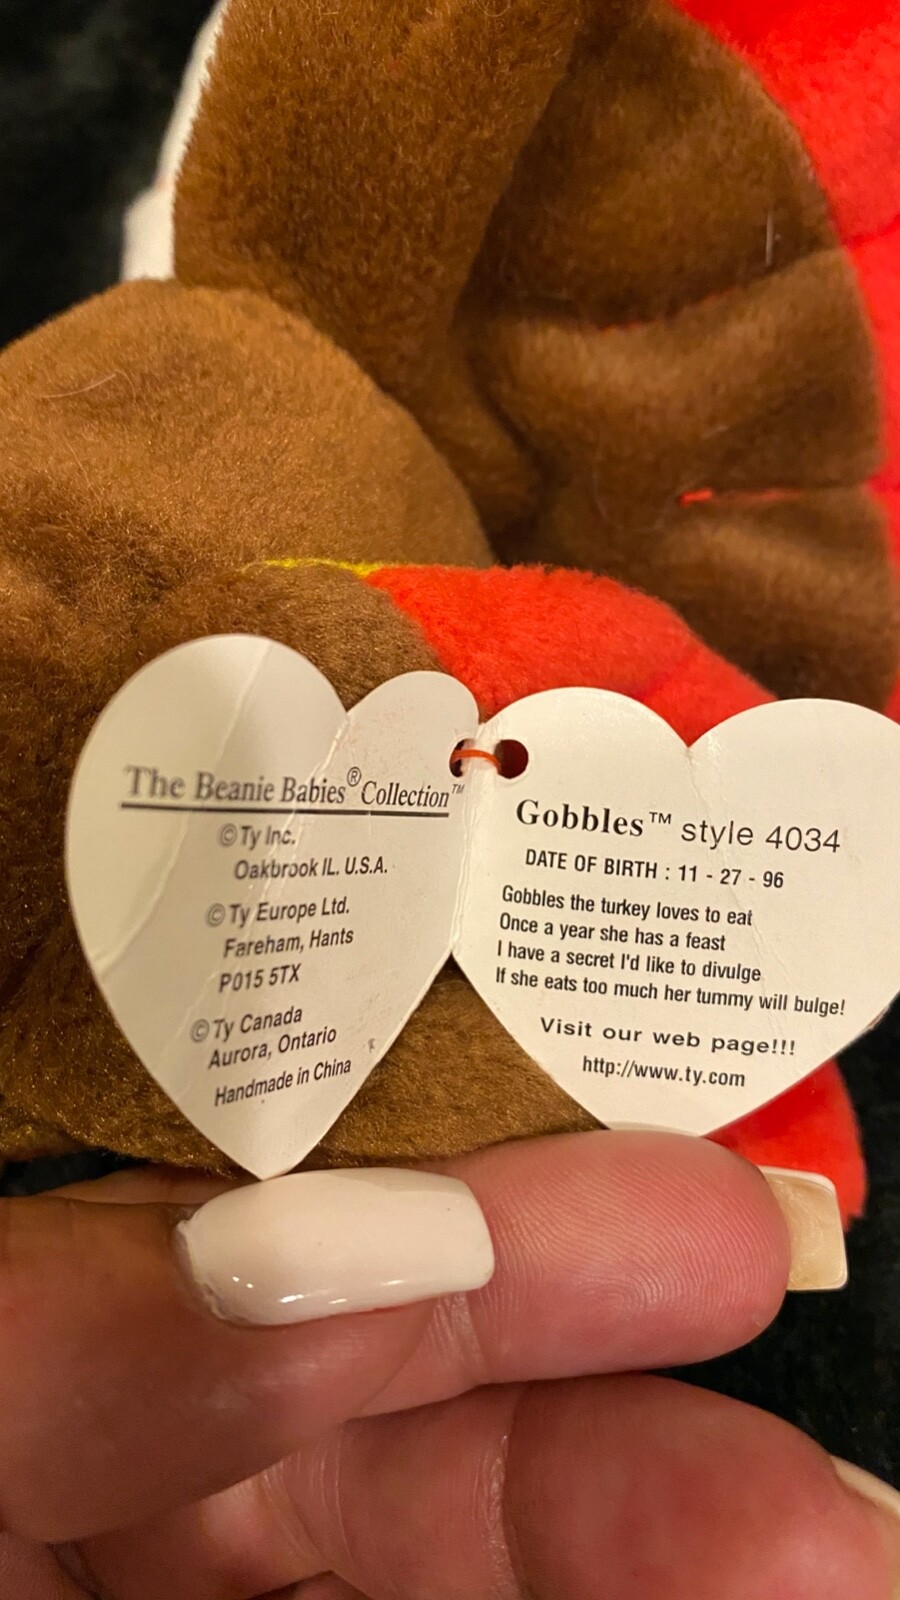 The Beanie Babies® Collection™
©Ty Inc.
Oakbrook IL. U.S.A.
©Ty Europe Ltd.
Fareham, Hants
P015 5TX
©Ty Canada
Aurora, Ontario
Handmade in China
Gobbles™ style 4034
DATE OF BIRTH : 11 - 27 - 96
Gobbles the turkey loves to eat
Once a year she has a feast
I have a secret I'd like to divulge
If she eats too much her tummy will bulge!
Visit our web page!!!
http://www.ty.com